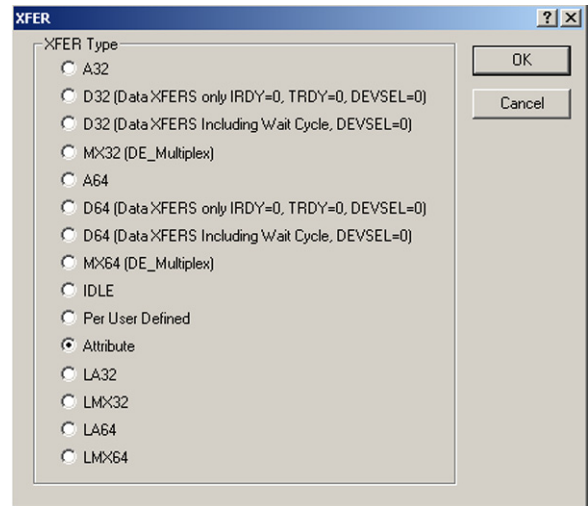 XFER
XFER Type
A32
D32 (Data XFERS only IRDY=0, TRDY=0, DEVSEL=0)
D32 (Data XFERS Including Wait Cycle, DEVSEL=0)
MX32 (DE_Multiplex)
A64
D64 (Data XFERS only IRDY=0, TRDY=0, DEVSEL=0)
D64 (Data XFERS Including Wait Cycle, DEVSEL=0)
MX64 (DE_Multiplex)
IDLE
Per User Defined
Attribute
LA32
LMX32
LA64
LMX64
OK
Cancel